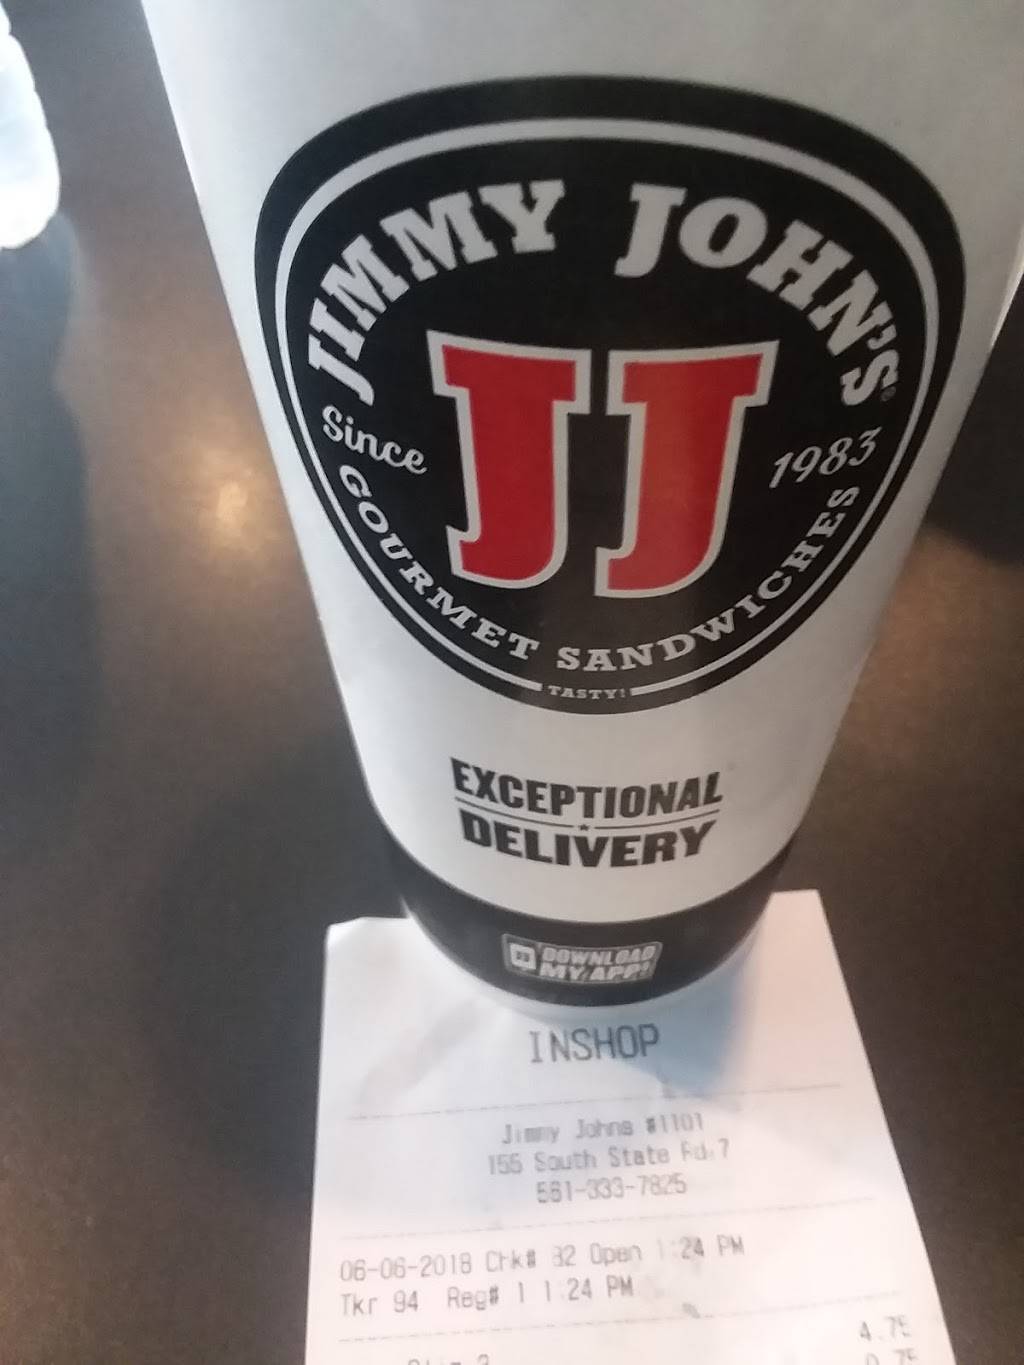 JIMMY JOHN'S®
JJ
Since 1983
GOURMET SANDWICHES
TASTY!
EXCEPTIONAL
DELIVERY
JJ DOWNLOAD
MY APP!
INSHOP
Jimmy Johns #1101
155 South State Rd.7
561-333-7825
06-06-2018 Chk# 82 Open 1:24 PM
Tkr 94 Reg# 1 1:24 PM
4.75